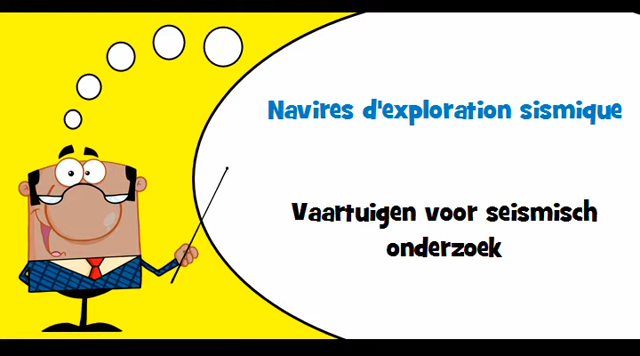 Navires d'exploration sismique
Vaartuigen voor seismisch
onderzoek